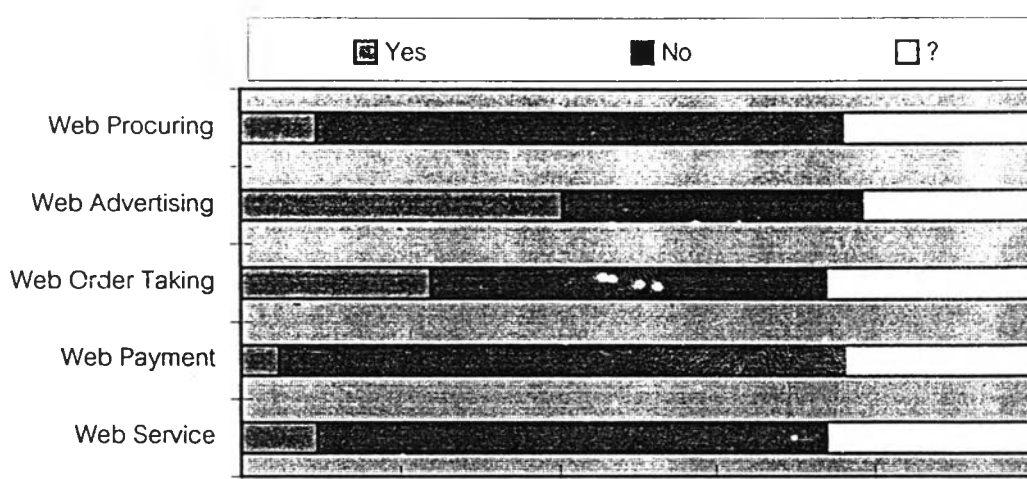 Yes No ?
Web Procuring
Web Advertising
Web Order Taking
Web Payment
Web Service